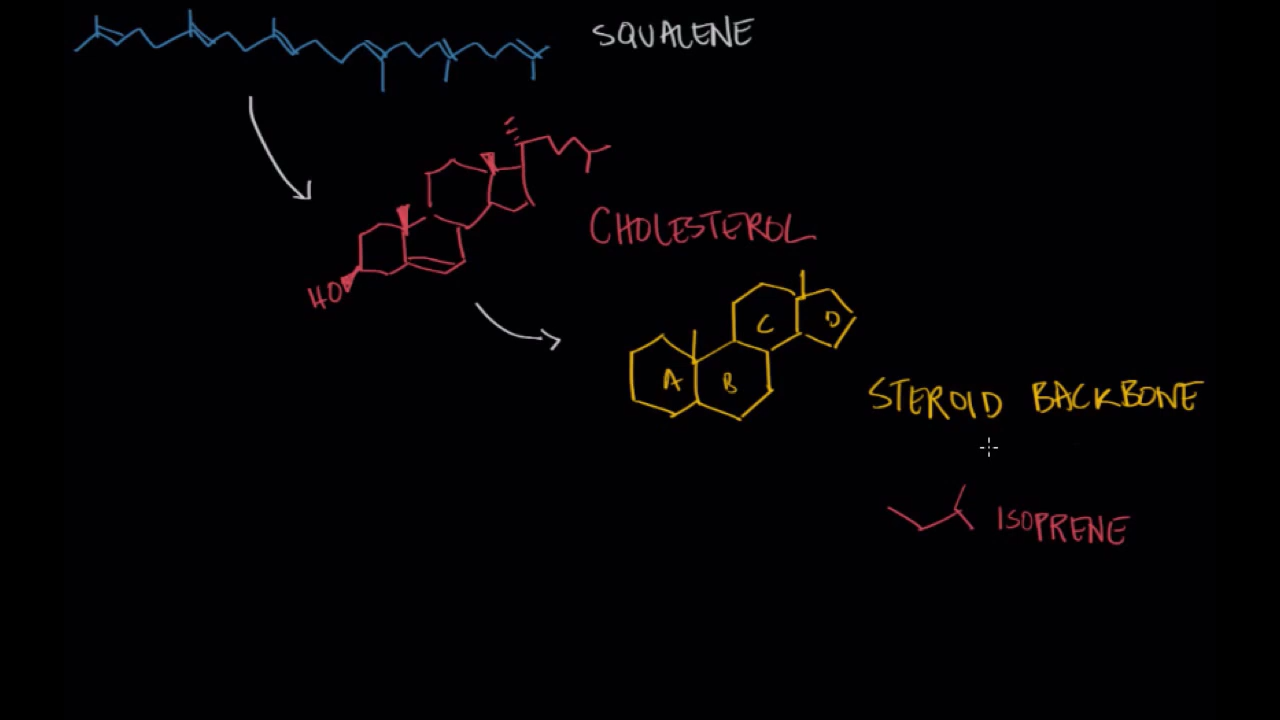 SQUALENE
CHOLESTEROL
HO
C D
A B
STEROID BACKBONE
ISOPRENE